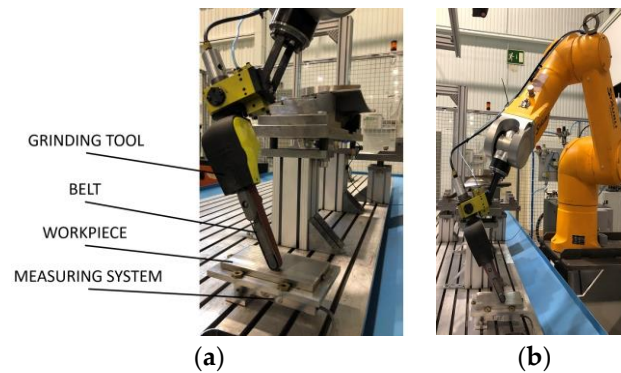 GRINDING TOOL
BELT
WORKPIECE
MEASURING SYSTEM
(a)
(b)